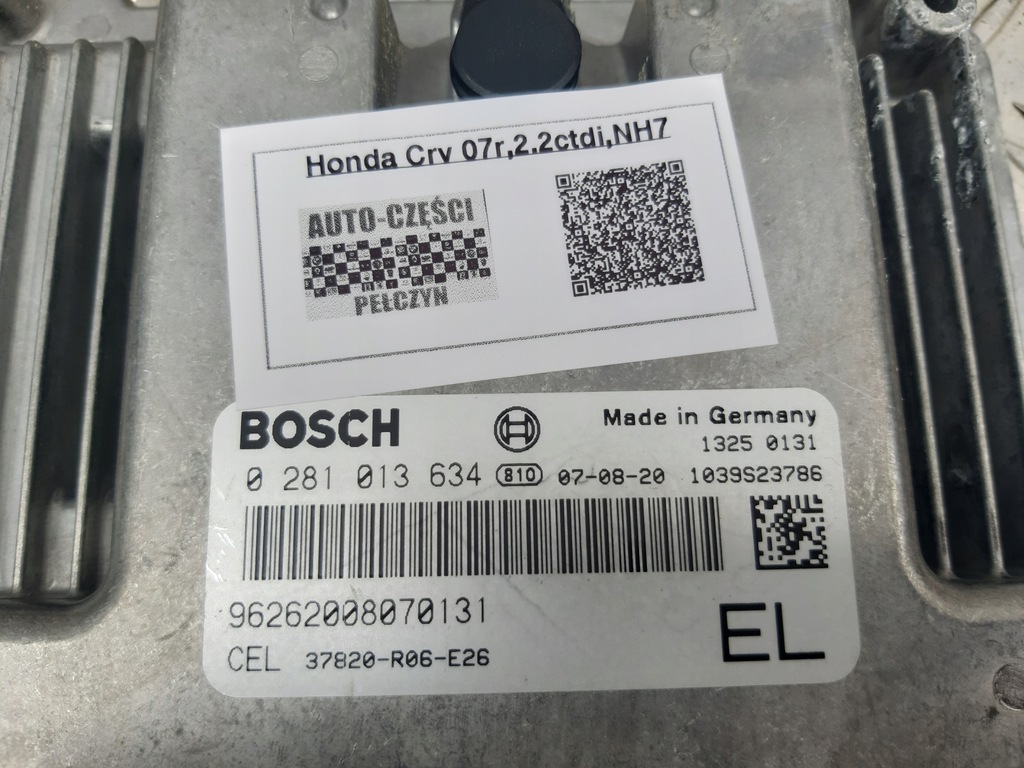 Honda Crv 07r,2.2ctdi,NH7
AUTO-CZĘŚCI
PEŁCZYN
BOSCH
Made in Germany
1325 0131
0 281 013 634 810 07-08-20 1039S23786
96262008070131
EL
CEL 37820-R06-E26